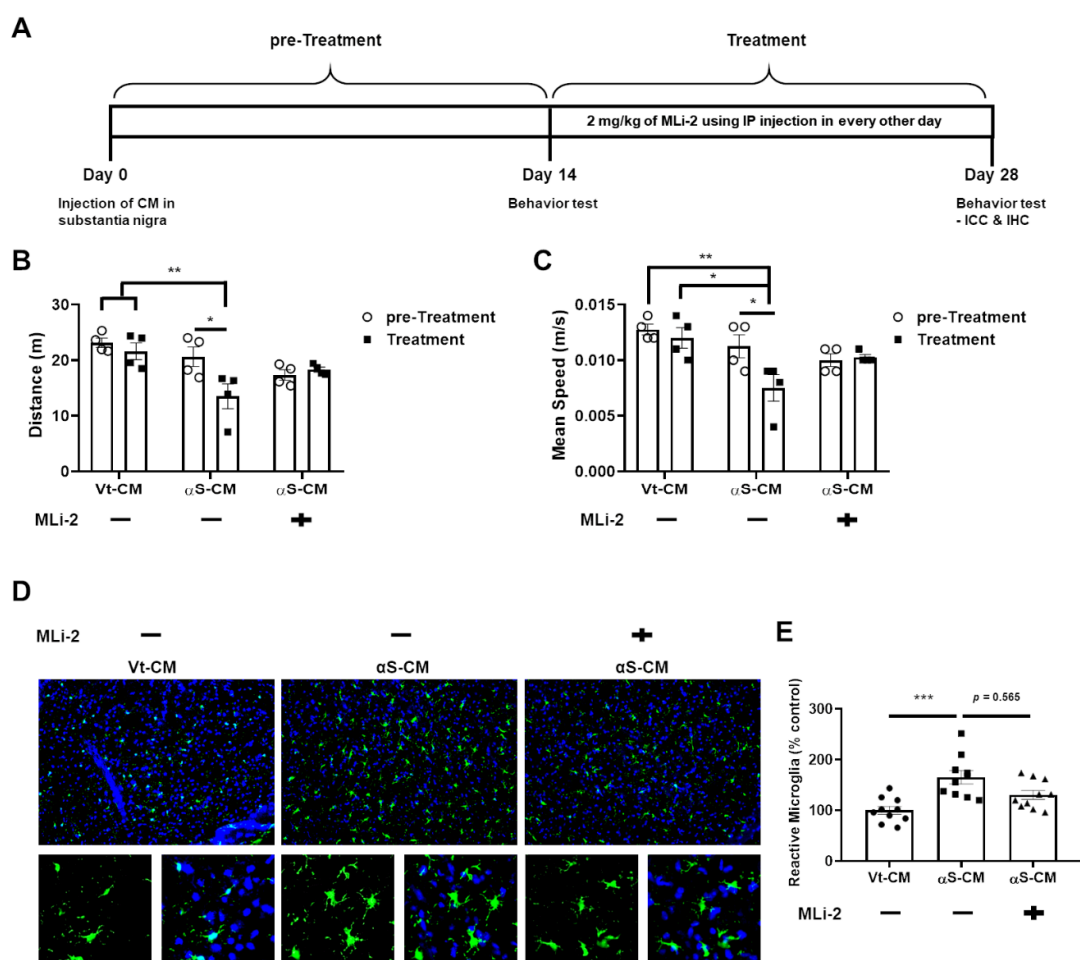 A
pre-Treatment
Treatment
2 mg/kg of MLi-2 using IP injection in every other day
Day 0
Day 14
Day 28
Injection of CM in
substantia nigra
Behavior test
Behavior test
- ICC & IHC
B
**
*
30
20
10
0
Distance (m)
pre-Treatment
Treatment
Vt-CM
αS-CM
αS-CM
MLi-2
C
**
*
*
0.015
0.010
0.005
0.000
Mean Speed (m/s)
pre-Treatment
Treatment
Vt-CM
αS-CM
αS-CM
MLi-2
D
MLi-2
Vt-CM
αS-CM
αS-CM
E
***
p = 0.565
300
200
100
0
Reactive Microglia (% control)
Vt-CM
αS-CM
αS-CM
MLi-2